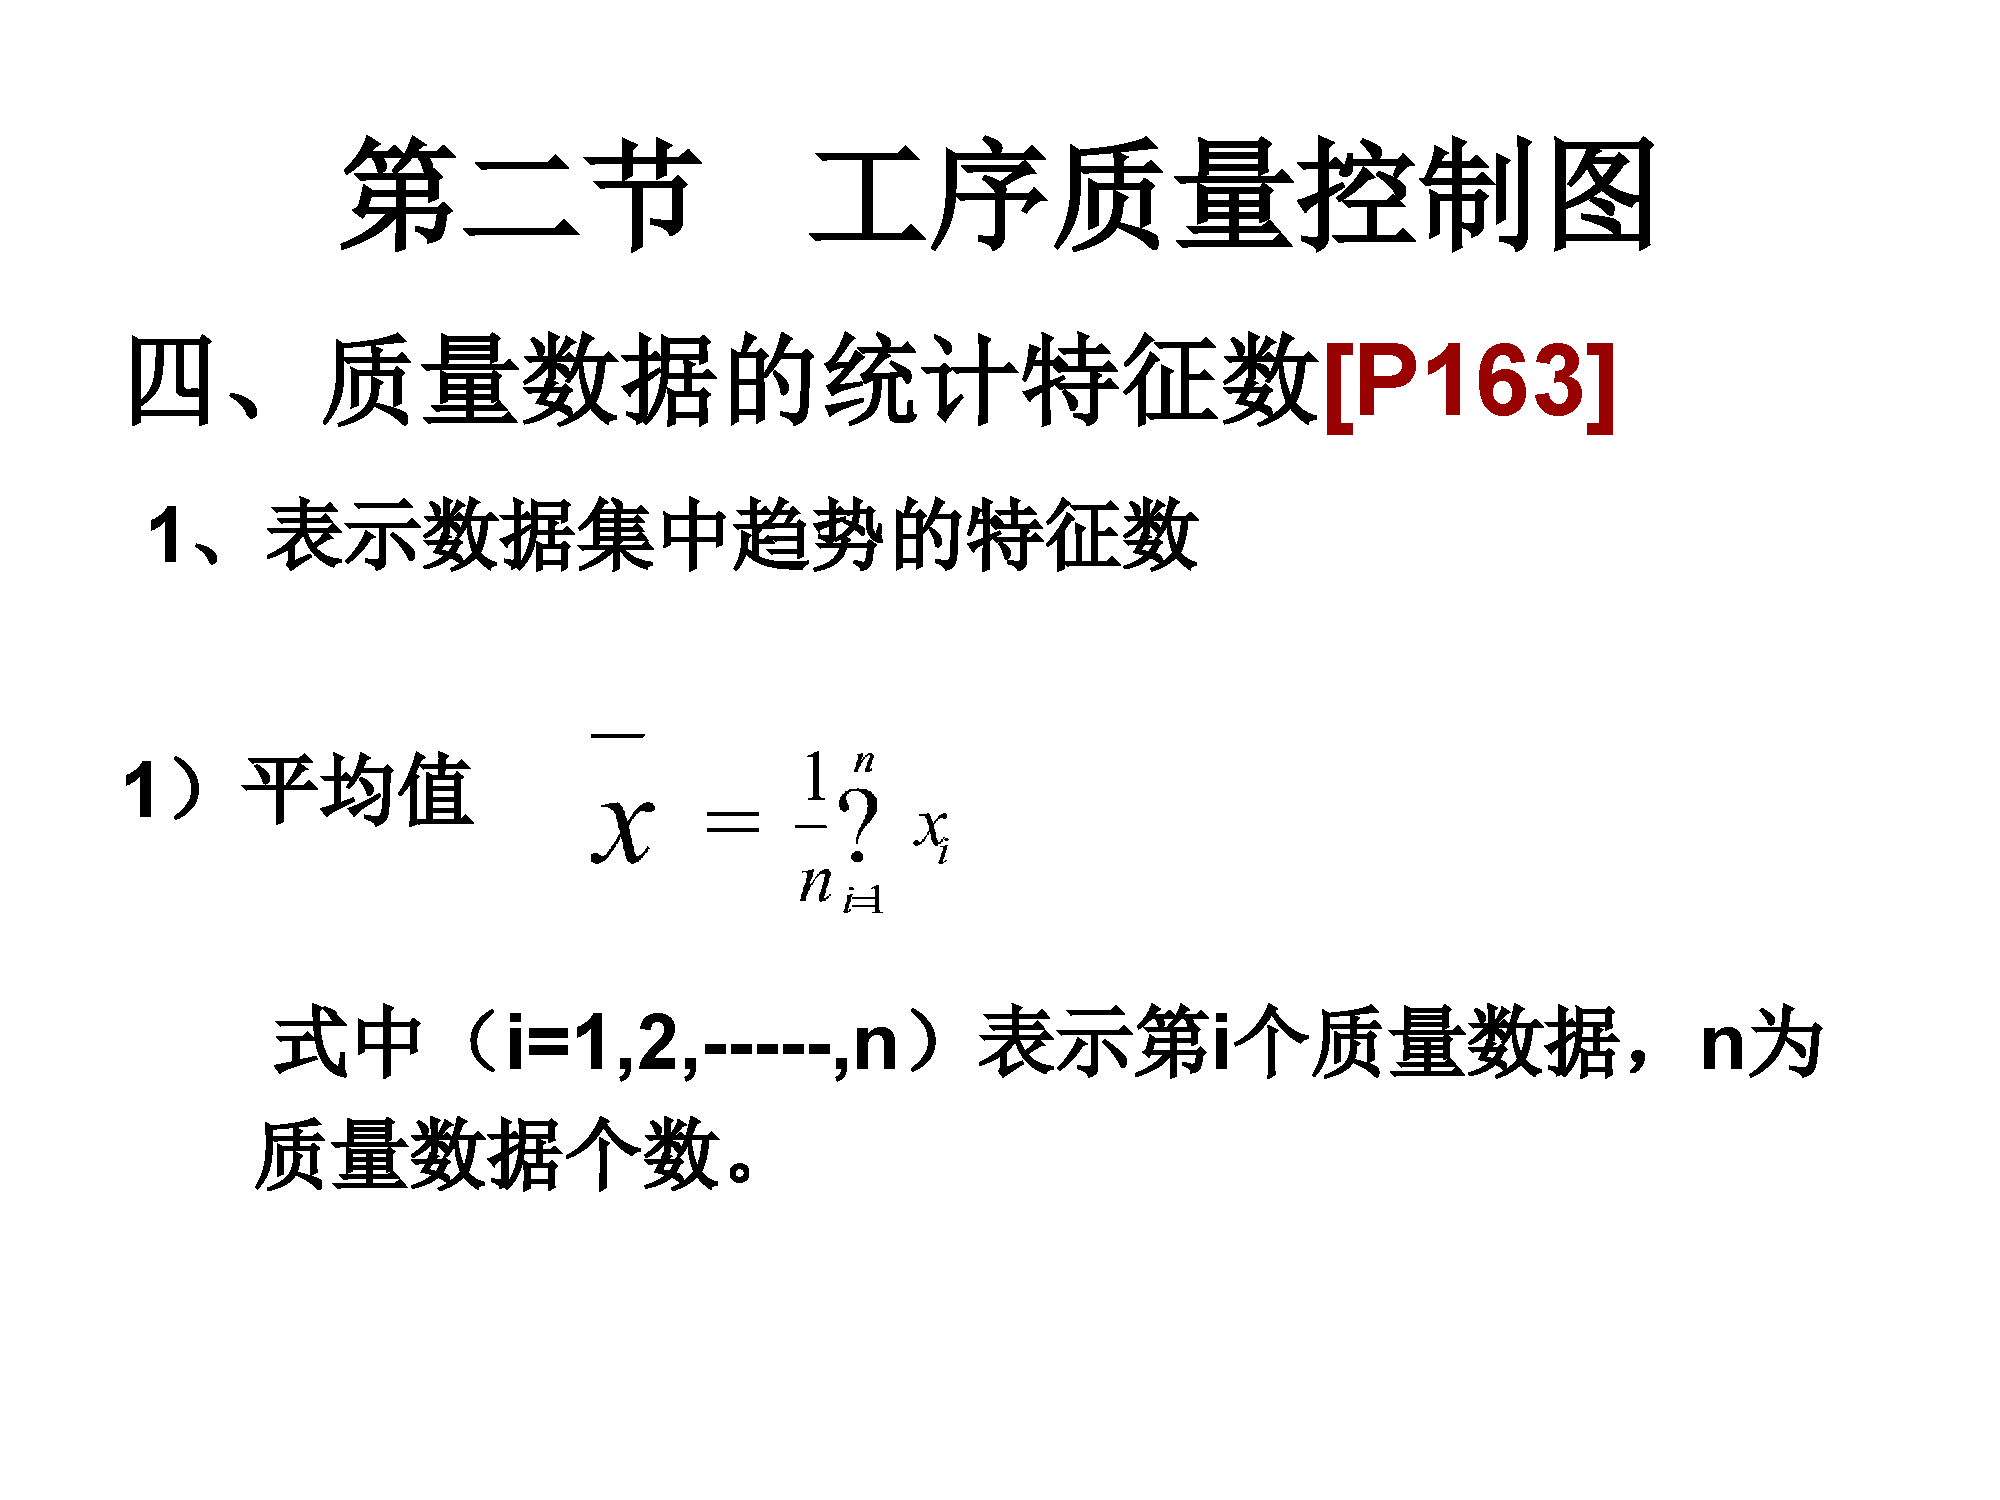 第二节 工序质量控制图
四、质量数据的统计特征数[P163]
1、表示数据集中趋势的特征数
1）平均值 x̄ = 1/n ? i=1 n xi
式中（i=1,2,-----,n）表示第i个质量数据，n为
质量数据个数。